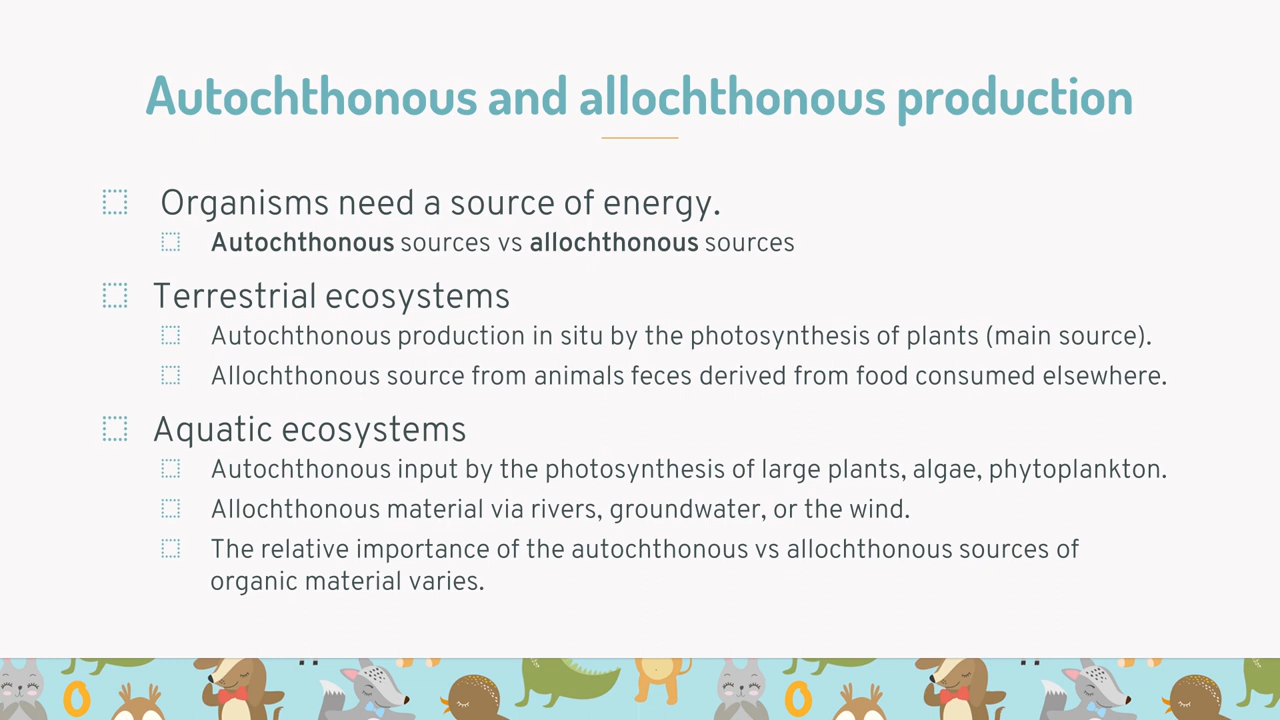 Autochthonous and allochthonous production
Organisms need a source of energy.
Autochthonous sources vs allochthonous sources
Terrestrial ecosystems
Autochthonous production in situ by the photosynthesis of plants (main source).
Allochthonous source from animals feces derived from food consumed elsewhere.
Aquatic ecosystems
Autochthonous input by the photosynthesis of large plants, algae, phytoplankton.
Allochthonous material via rivers, groundwater, or the wind.
The relative importance of the autochthonous vs allochthonous sources of
organic material varies.